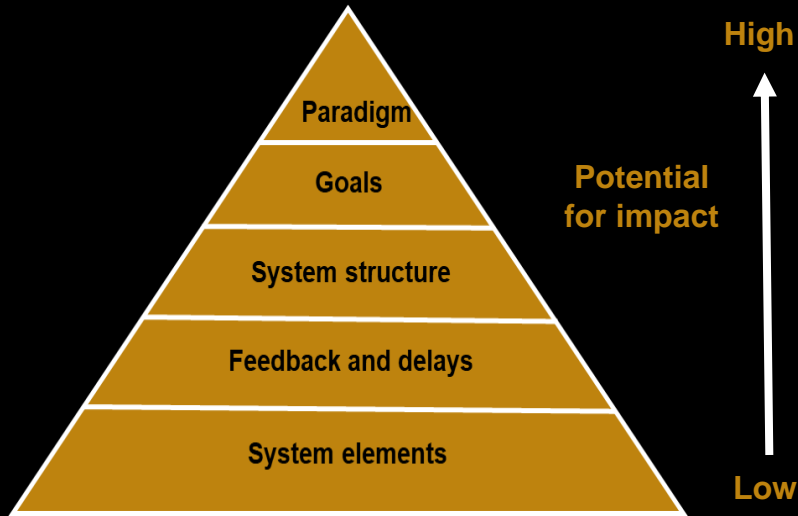 High
Paradigm
Potential
for impact
Goals
System structure
Feedback and delays
System elements
Low